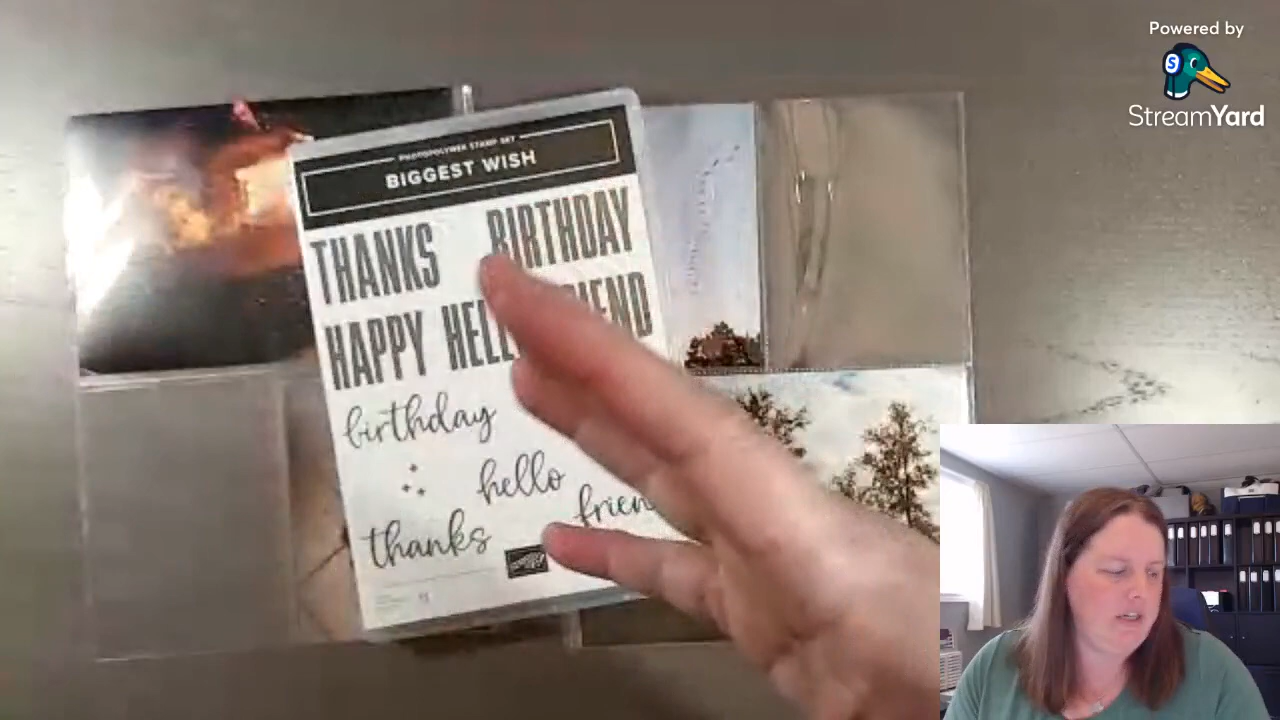 Powered by
StreamYard
PHOTOPOLYMER STAMP SET
BIGGEST WISH
THANKS BIRTHDAY
HAPPY
birthday
hello
thanks